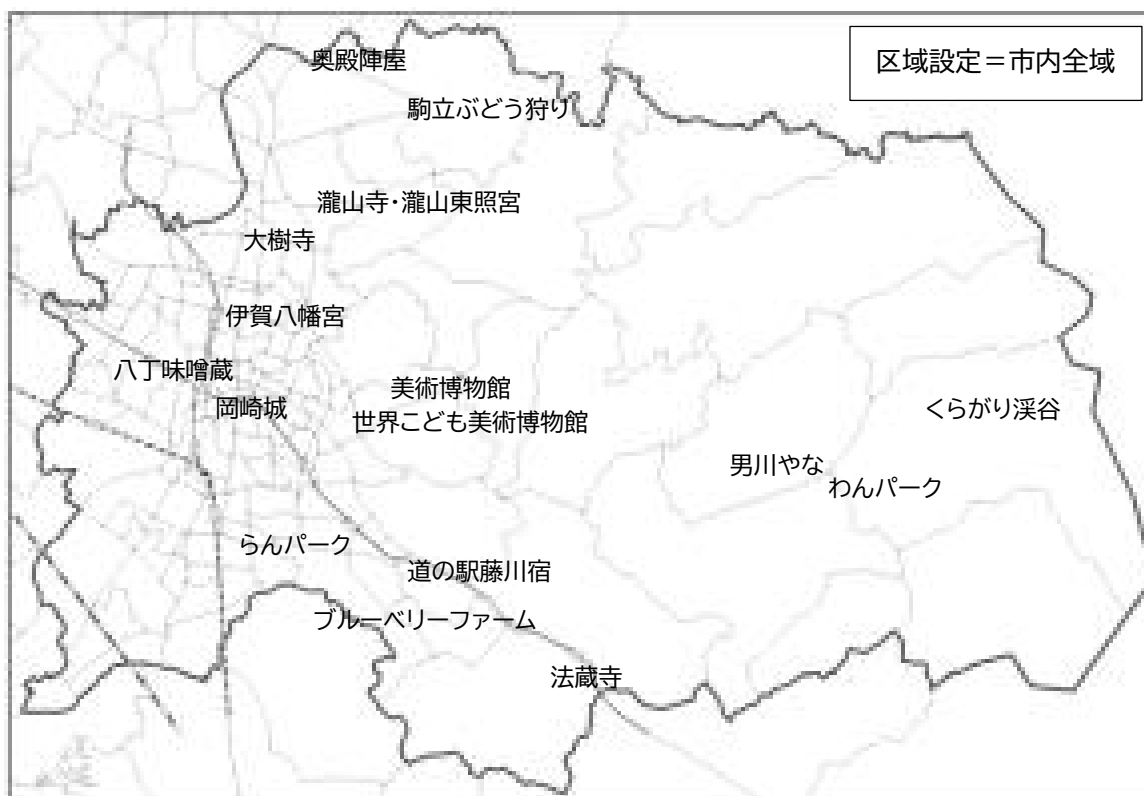 奥殿陣屋
区域設定＝市内全域
駒立ぶどう狩り
瀧山寺・瀧山東照宮
大樹寺
伊賀八幡宮
八丁味噌蔵
美術博物館
岡崎城
世界こども美術博物館
くらがり渓谷
男川やな
わんパーク
らんパーク
道の駅藤川宿
ブルーベリーファーム
法蔵寺